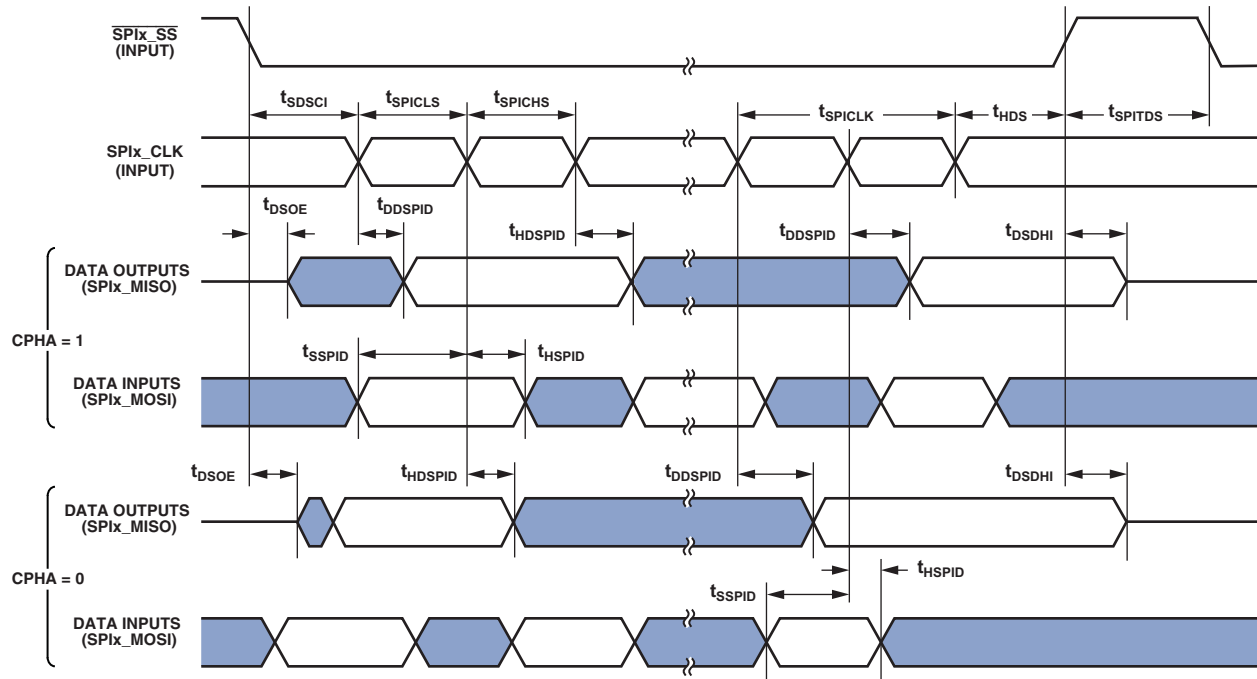 SPIx_SS
(INPUT)
tSDSCI
tSPICLS
tSPICHS
tSPICLK
tHDS
tSPITDS
SPIx_CLK
(INPUT)
tDSOE
tDDSPID
tHDSPID
tDDSPID
tDSDHI
DATA OUTPUTS
(SPIx_MISO)
CPHA = 1
tSSPID
tHSPID
DATA INPUTS
(SPIx_MOSI)
tDSOE
tHDSPID
tDDSPID
tDSDHI
DATA OUTPUTS
(SPIx_MISO)
CPHA = 0
tHSPID
tSSPID
DATA INPUTS
(SPIx_MOSI)